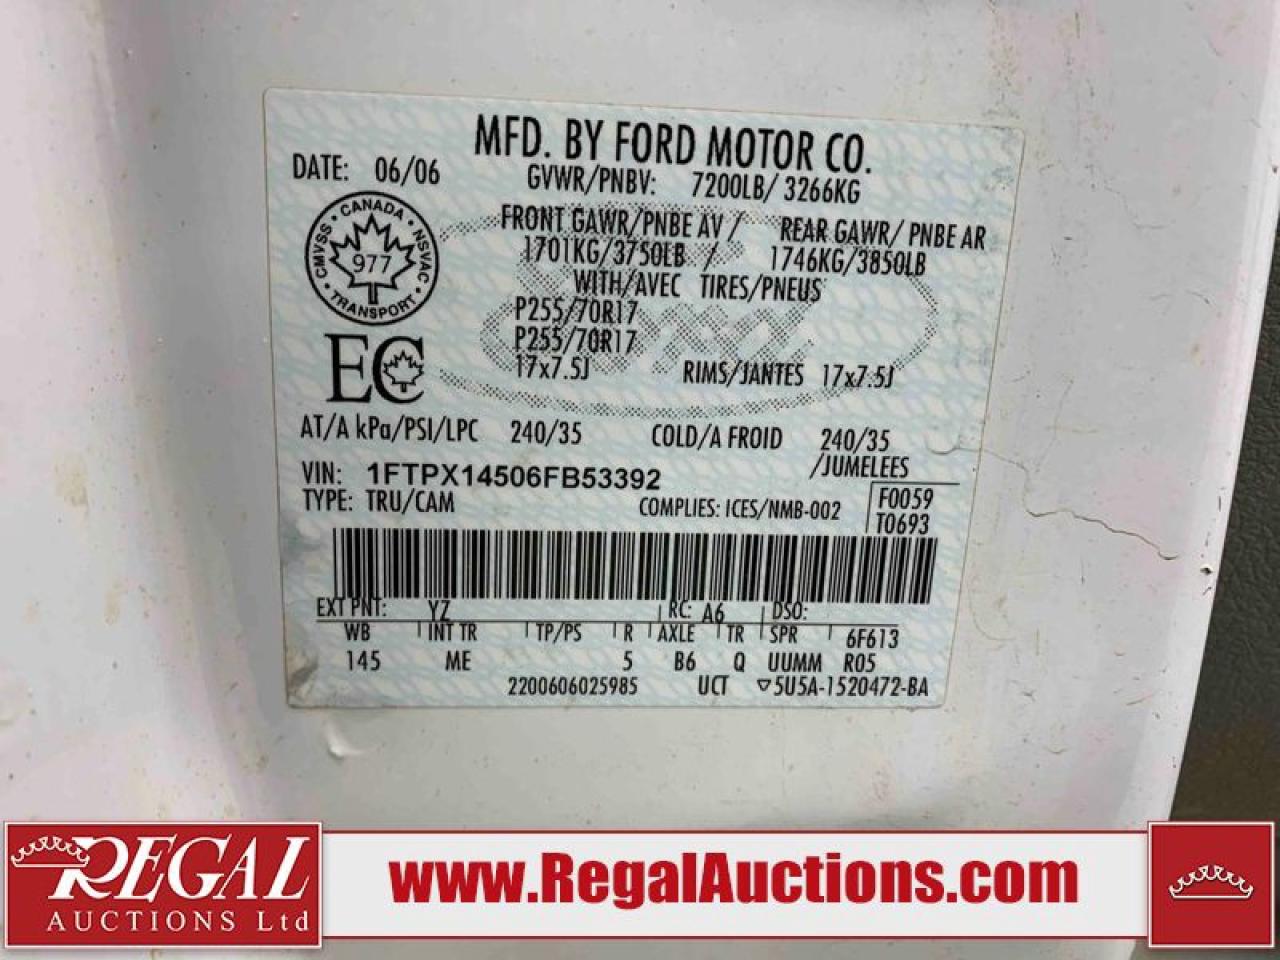 MFD. BY FORD MOTOR CO.
DATE: 06/06
GVWR/PNBV: 7200LB/ 3266KG
CMVSS • CANADA • NSVAC • TRANSPORT •
977
FRONT GAWR/PNBE AV / REAR GAWR/ PNBE AR
1701KG/3750LB / 1746KG/3850LB
WITH/AVEC TIRES/PNEUS
P255/70R17
P255/70R17
17x7.5J RIMS/JANTES 17x7.5J
EC
AT/A kPa/PSI/LPC 240/35 COLD/A FROID 240/35
/JUMELEES
VIN: 1FTPX14506FB53392
TYPE: TRU/CAM COMPLIES: ICES/NMB-002
F0059
T0693
EXT PNT: YZ RC: A6 DSO:
WB INT TR TP/PS R AXLE TR SPR 6F613
145 ME 5 B6 Q UUMM R05
2200606025985 UCT ▽5U5A-1520472-BA
REGAL
AUCTIONS Ltd
www.RegalAuctions.com